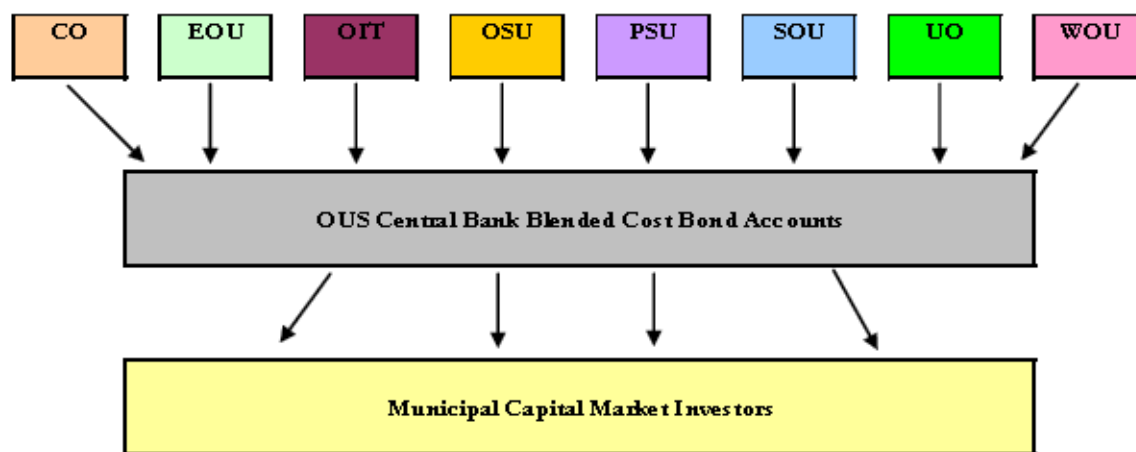 CO EOU OIT OSU PSU SOU UO WOU
OUS Central Bank Blended Cost Bond Accounts
Municipal Capital Market Investors